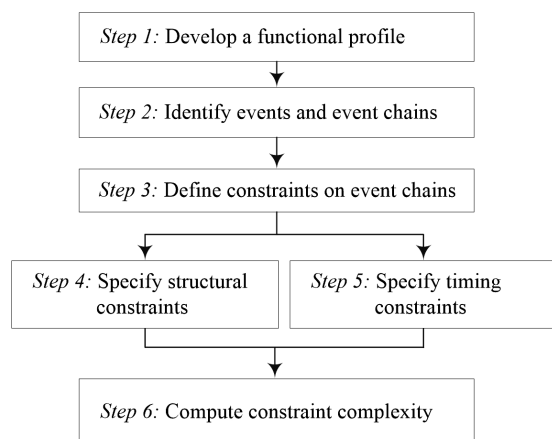 Step 1: Develop a functional profile
Step 2: Identify events and event chains
Step 3: Define constraints on event chains
Step 4: Specify structural
constraints
Step 5: Specify timing
constraints
Step 6: Compute constraint complexity